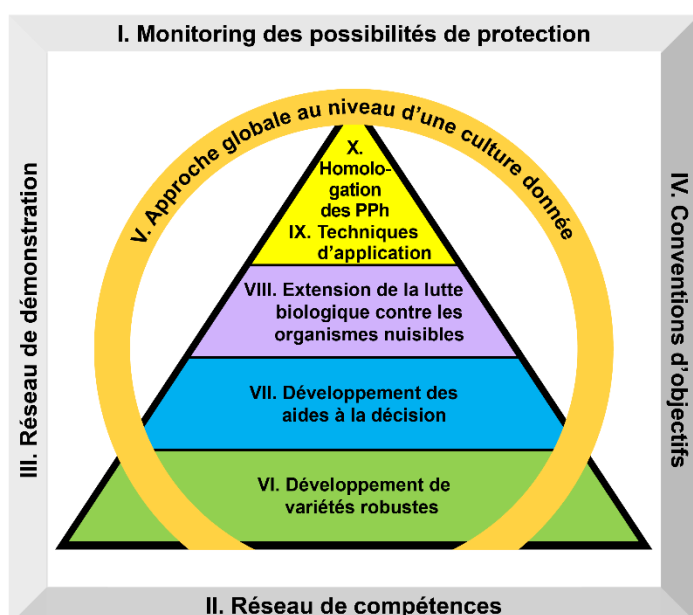 I. Monitoring des possibilités de protection
III. Réseau de démonstration
V. Approche globale au niveau d'une culture donnée
IV. Conventions d'objectifs
X.
Homolo-
gation
des PPh
IX. Techniques
d'application
VIII. Extension de la lutte
biologique contre les
organismes nuisibles
VII. Développement des
aides à la décision
VI. Développement de
variétés robustes
II. Réseau de compétences